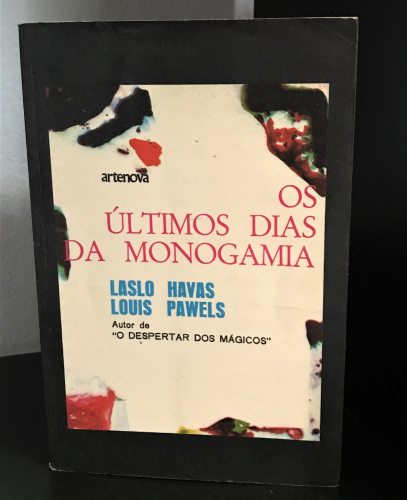 artenova
OS
ÚLTIMOS DIAS
DA MONOGAMIA
LASLO HAVAS
LOUIS PAWELS
Autor de
"O DESPERTAR DOS MÁGICOS"